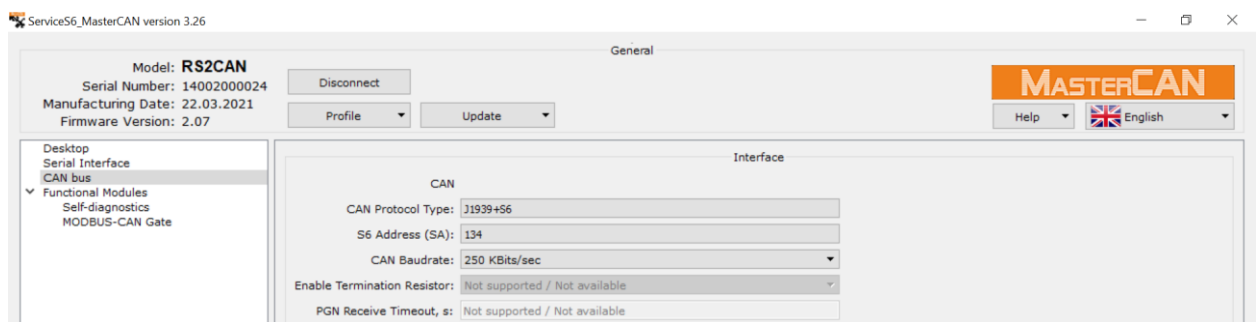 ServiceS6_MasterCAN version 3.26
General
Model: RS2CAN
Serial Number: 14002000024
Manufacturing Date: 22.03.2021
Firmware Version: 2.07
Disconnect
Profile
Update
MASTERCAN
Help
English
Desktop
Serial Interface
CAN bus
Functional Modules
Self-diagnostics
MODBUS-CAN Gate
Interface
CAN
CAN Protocol Type: J1939+S6
S6 Address (SA): 134
CAN Baudrate: 250 KBits/sec
Enable Termination Resistor: Not supported / Not available
PGN Receive Timeout, s: Not supported / Not available